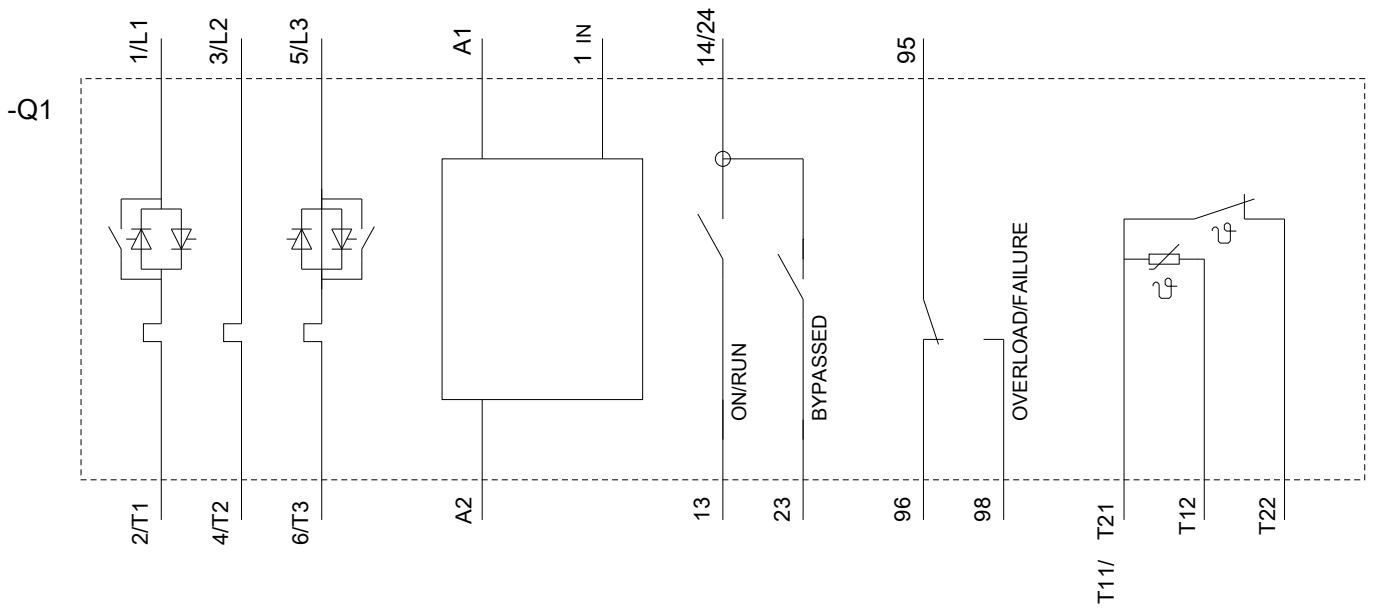 1/L1
3/L2
5/L3
A1
1 IN
14/24
95
-Q1
ON/RUN
BYPASSED
OVERLOAD/FAILURE
ϑ
ϑ
2/T1
4/T2
6/T3
A2
13
23
96
98
T11/ T21
T12
T22